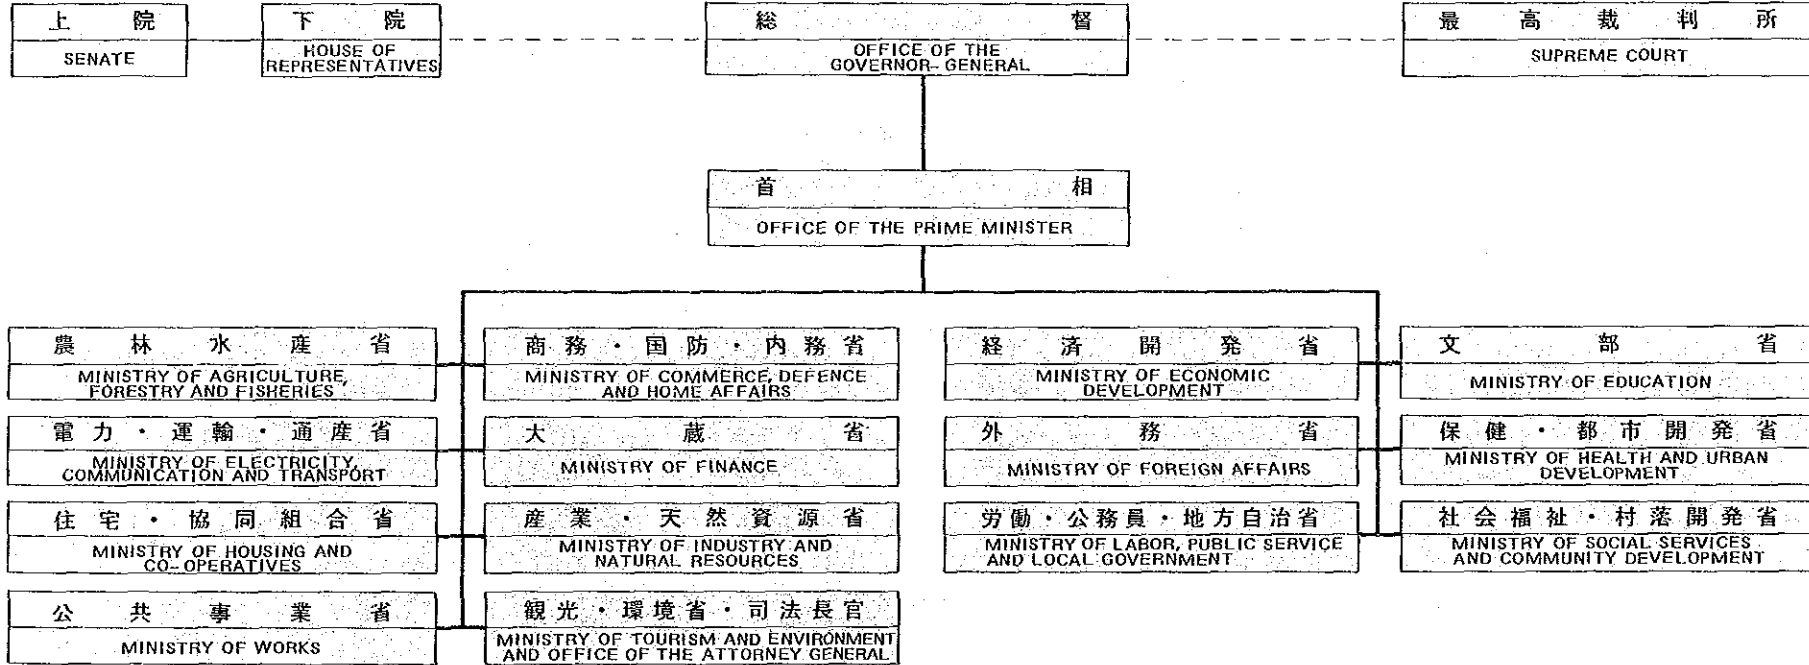 上院
SENATE
下院
HOUSE OF
REPRESENTATIVES
総督
OFFICE OF THE
GOVERNOR-GENERAL
最高裁判所
SUPREME COURT
首相
OFFICE OF THE PRIME MINISTER
農林水産省
MINISTRY OF AGRICULTURE,
FORESTRY AND FISHERIES
商務・国防・内務省
MINISTRY OF COMMERCE, DEFENCE
AND HOME AFFAIRS
経済開発省
MINISTRY OF ECONOMIC
DEVELOPMENT
文部省
MINISTRY OF EDUCATION
電力・運輸・通産省
MINISTRY OF ELECTRICITY,
COMMUNICATION AND TRANSPORT
大蔵省
MINISTRY OF FINANCE
外務省
MINISTRY OF FOREIGN AFFAIRS
保健・都市開発省
MINISTRY OF HEALTH AND URBAN
DEVELOPMENT
住宅・協同組合省
MINISTRY OF HOUSING AND
CO-OPERATIVES
産業・天然資源省
MINISTRY OF INDUSTRY AND
NATURAL RESOURCES
労働・公務員・地方自治省
MINISTRY OF LABOR, PUBLIC SERVICE
AND LOCAL GOVERNMENT
社会福祉・村落開発省
MINISTRY OF SOCIAL SERVICES
AND COMMUNITY DEVELOPMENT
公共事業省
MINISTRY OF WORKS
観光・環境省・司法長官
MINISTRY OF TOURISM AND ENVIRONMENT
AND OFFICE OF THE ATTORNEY GENERAL